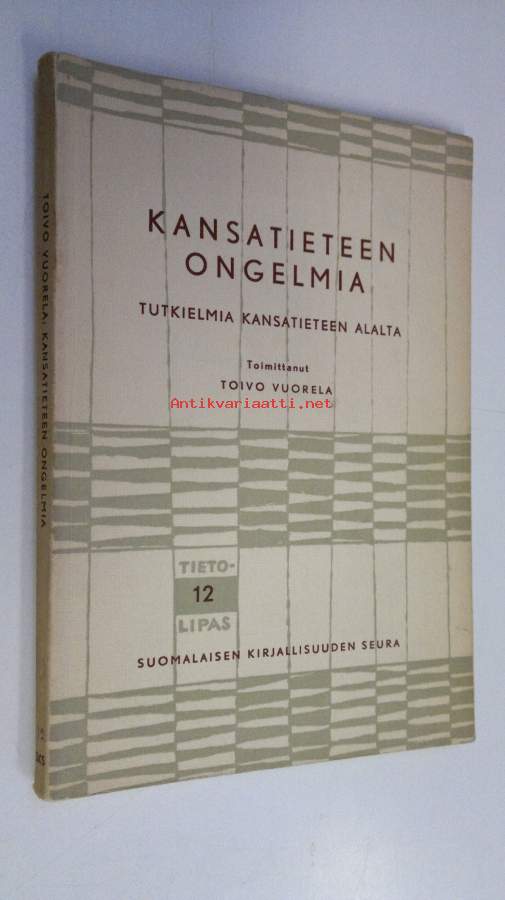 KANSATIETEEN
ONGELMIA
TUTKIELMIA KANSATIETEEN ALALTA
Toimittanut
TOIVO VUORELA
Antikvariaatti.net
TIETO-
12
LIPAS
SUOMALAISEN KIRJALLISUUDEN SEURA
TOIVO VUORELA: KANSATIETEEN ONGELMIA